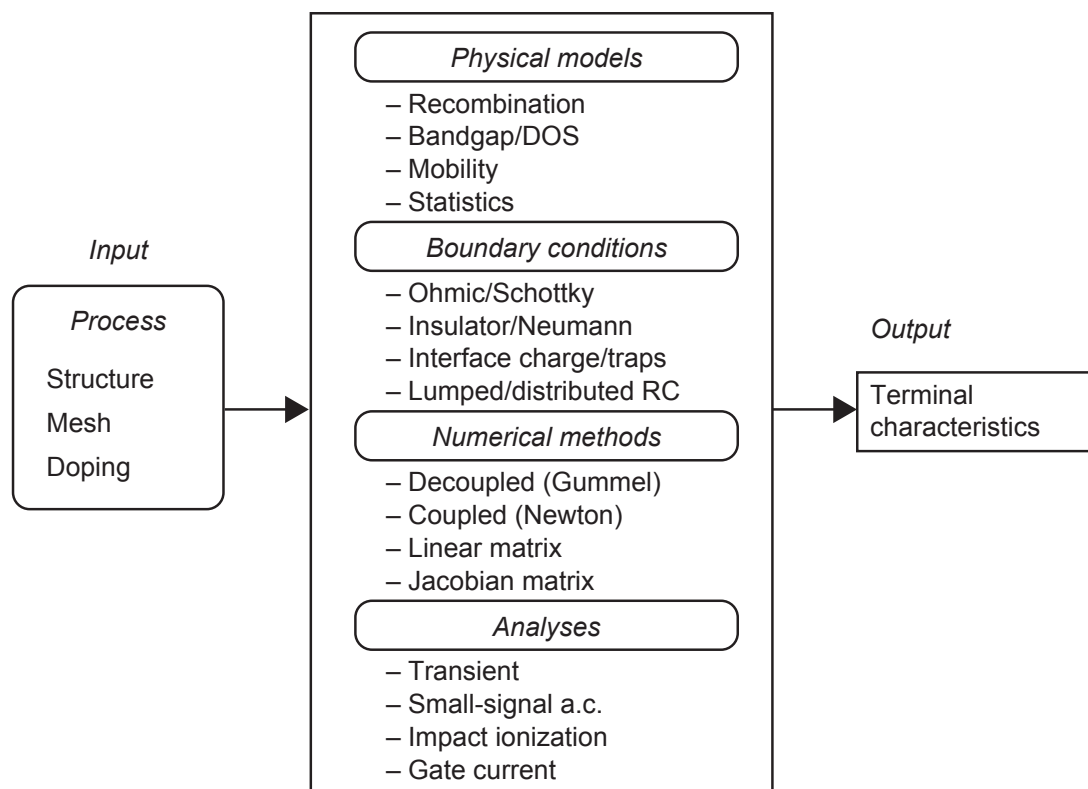 Input
Process
Structure
Mesh
Doping
Physical models
– Recombination
– Bandgap/DOS
– Mobility
– Statistics
Boundary conditions
– Ohmic/Schottky
– Insulator/Neumann
– Interface charge/traps
– Lumped/distributed RC
Numerical methods
– Decoupled (Gummel)
– Coupled (Newton)
– Linear matrix
– Jacobian matrix
Analyses
– Transient
– Small-signal a.c.
– Impact ionization
– Gate current
Output
Terminal
characteristics